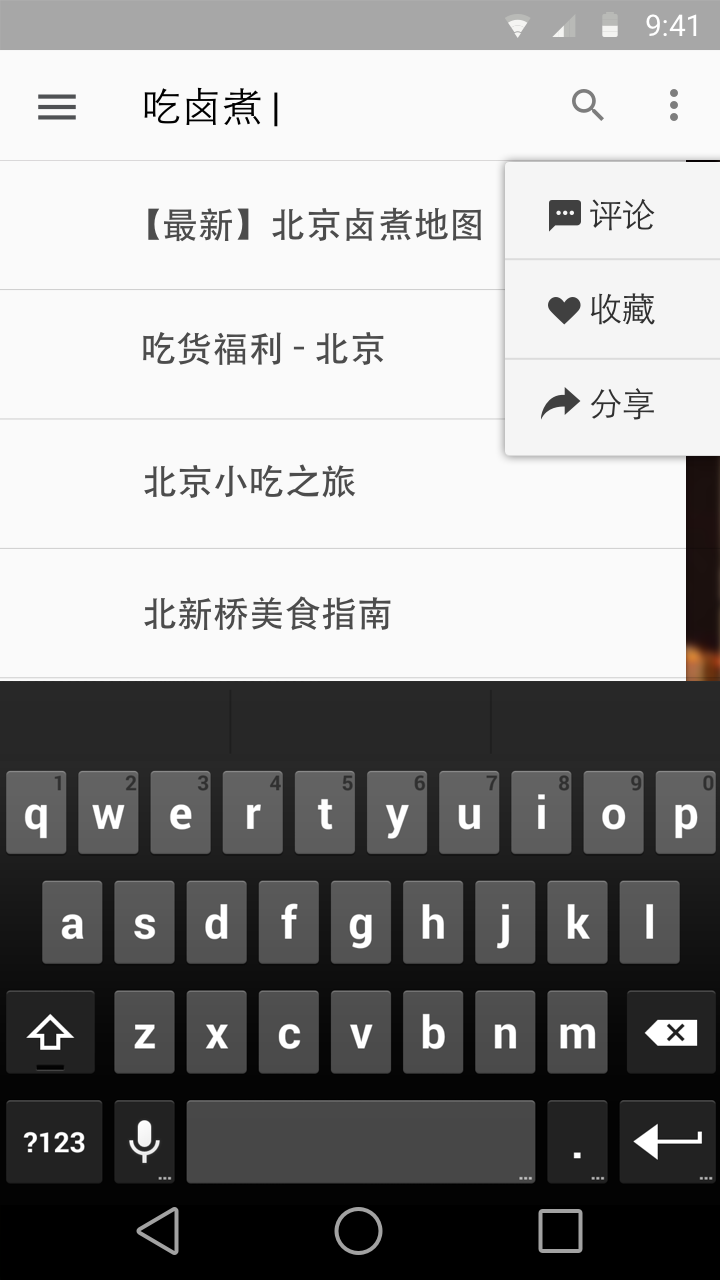 9:41
吃卤煮
【最新】北京卤煮地图
评论
吃货福利 - 北京
收藏
分享
北京小吃之旅
北新桥美食指南
1 2 3 4 5 6 7 8 9 0
q w e r t y u i o p
a s d f g h j k l
z x c v b n m
?123 .